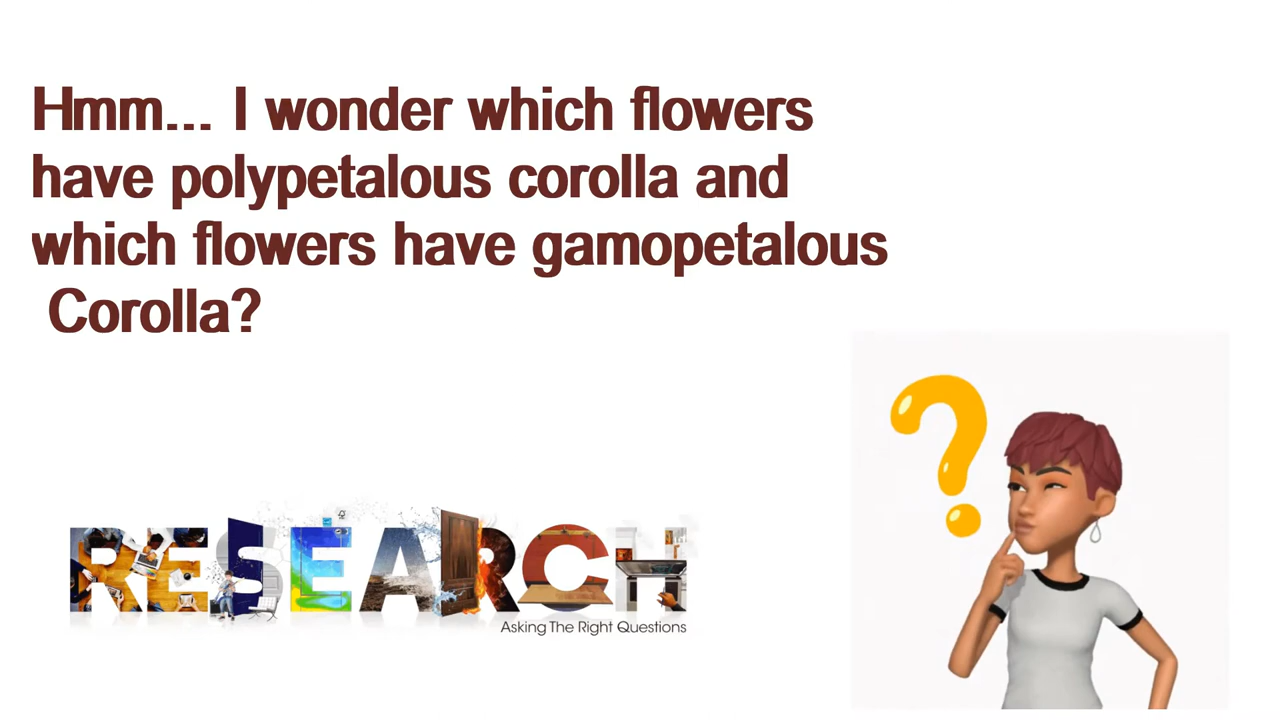 Hmm... I wonder which flowers
have polypetalous corolla and
which flowers have gamopetalous
Corolla?
RESEARCH
Asking The Right Questions
?